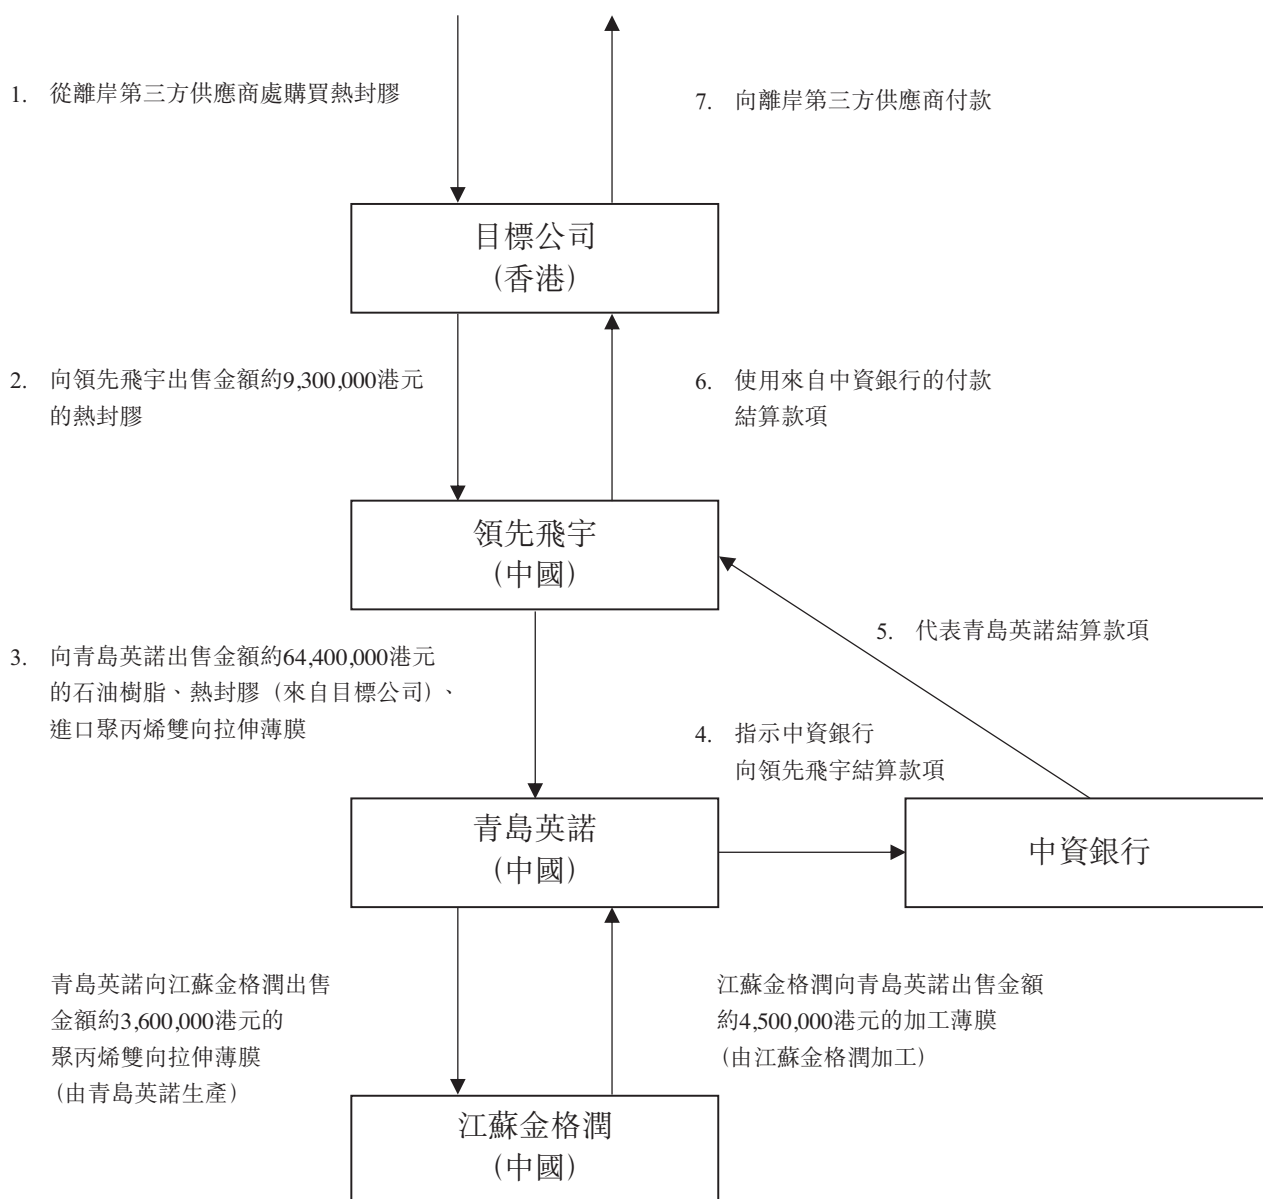 1. 從離岸第三方供應商處購買熱封膠
7. 向離岸第三方供應商付款
目標公司
（香港）
2. 向領先飛宇出售金額約9,300,000港元
的熱封膠
6. 使用來自中資銀行的付款
結算款項
領先飛宇
（中國）
5. 代表青島英諾結算款項
3. 向青島英諾出售金額約64,400,000港元
的石油樹脂、熱封膠（來自目標公司）、
進口聚丙烯雙向拉伸薄膜
4. 指示中資銀行
向領先飛宇結算款項
青島英諾
（中國）
中資銀行
青島英諾向江蘇金格潤出售
金額約3,600,000港元的
聚丙烯雙向拉伸薄膜
（由青島英諾生產）
江蘇金格潤向青島英諾出售金額
約4,500,000港元的加工薄膜
（由江蘇金格潤加工）
江蘇金格潤
（中國）